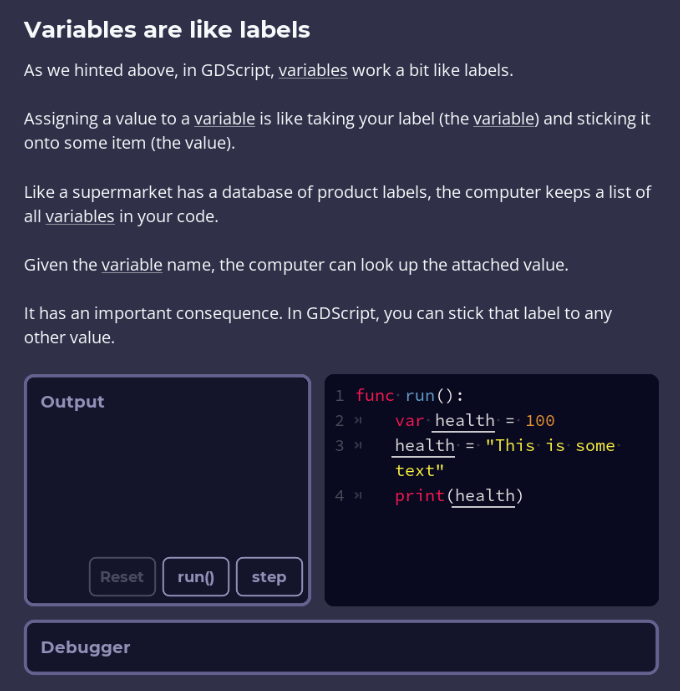 Variables are like labels
As we hinted above, in GDScript, variables work a bit like labels.
Assigning a value to a variable is like taking your label (the variable) and sticking it
onto some item (the value).
Like a supermarket has a database of product labels, the computer keeps a list of
all variables in your code.
Given the variable name, the computer can look up the attached value.
It has an important consequence. In GDScript, you can stick that label to any
other value.
Output
Reset run() step
1 func run():
2 var health = 100
3 health = "This is some
text"
4 print(health)
Debugger